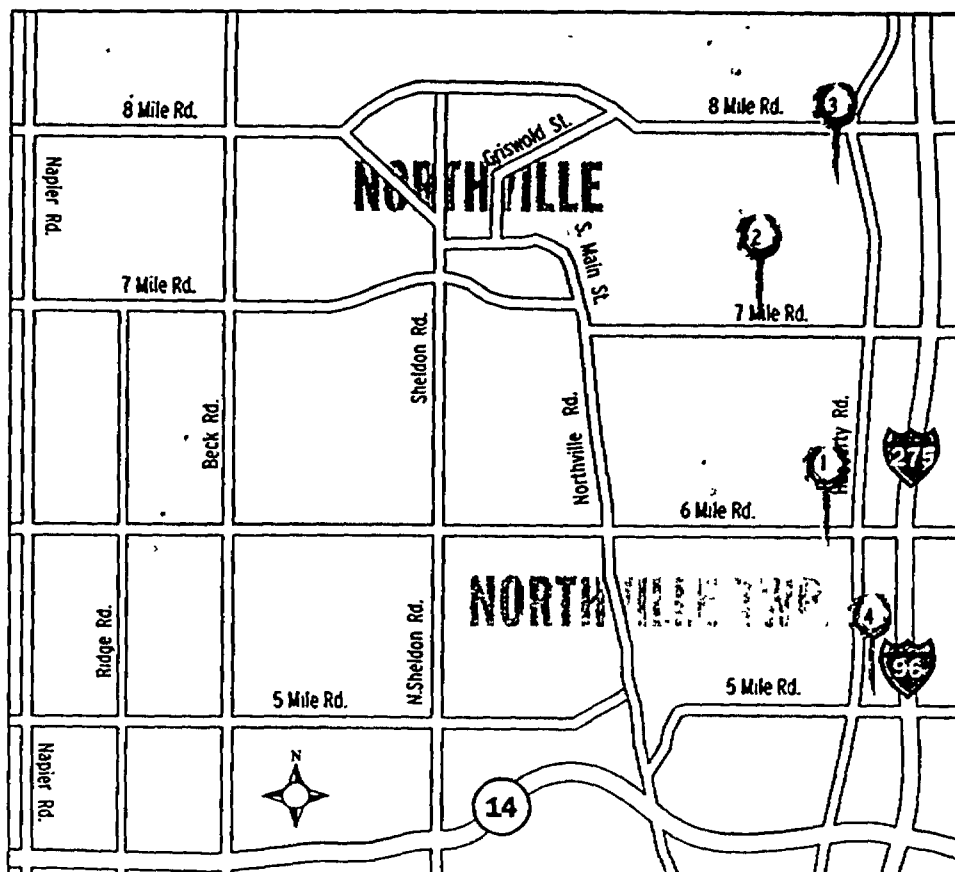 8 Mile Rd.
8 Mile Rd.
3
Griswold St.
Napier Rd.
NORTHVILLE
2
S. Main St.
7 Mile Rd.
7 Mile Rd.
Sheldon Rd.
Beck Rd.
Northville Rd.
1
275
6 Mile Rd.
NORTHVILLE TWP.
4
Ridge Rd.
N.Sheldon Rd.
96
5 Mile Rd.
5 Mile Rd.
Napier Rd.
N
14